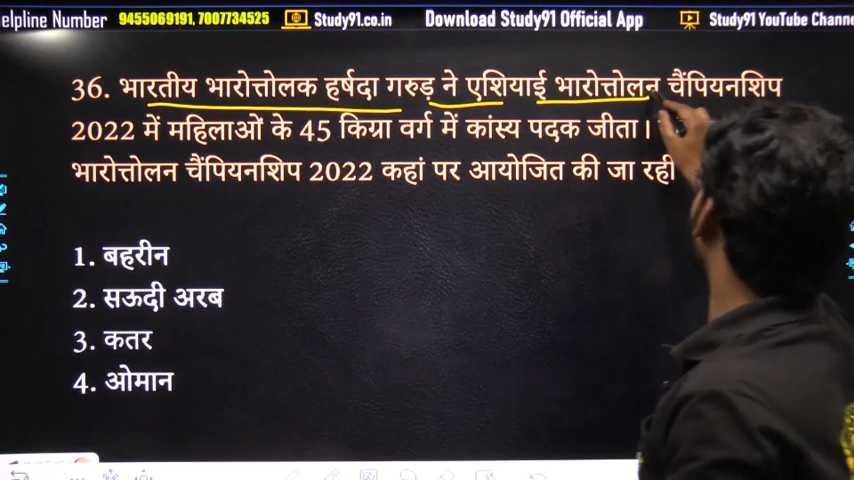 elpline Number 9455069191, 7007734525 Study91.co.in Download Study91 Official App Study91 YouTube Channe
36. भारतीय भारोत्तोलक हर्षदा गरुड़ ने एशियाई भारोत्तोलन चैंपियनशिप
2022 में महिलाओं के 45 किग्रा वर्ग में कांस्य पदक जीता।
भारोत्तोलन चैंपियनशिप 2022 कहां पर आयोजित की जा रही
1. बहरीन
2. सऊदी अरब
3. कतर
4. ओमान